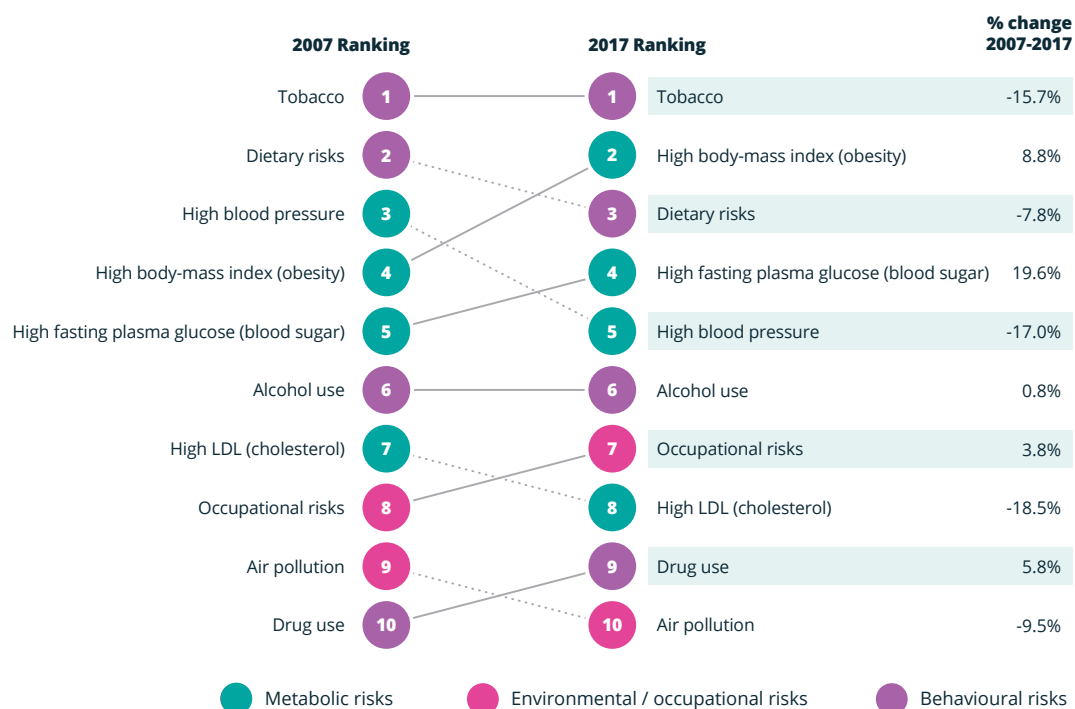 2007 Ranking
2017 Ranking
% change
2007-2017
Tobacco 1 1 Tobacco -15.7%
Dietary risks 2 2 High body-mass index (obesity) 8.8%
High blood pressure 3 3 Dietary risks -7.8%
High body-mass index (obesity) 4 4 High fasting plasma glucose (blood sugar) 19.6%
High fasting plasma glucose (blood sugar) 5 5 High blood pressure -17.0%
Alcohol use 6 6 Alcohol use 0.8%
High LDL (cholesterol) 7 7 Occupational risks 3.8%
Occupational risks 8 8 High LDL (cholesterol) -18.5%
Air pollution 9 9 Drug use 5.8%
Drug use 10 10 Air pollution -9.5%
Metabolic risks Environmental / occupational risks Behavioural risks